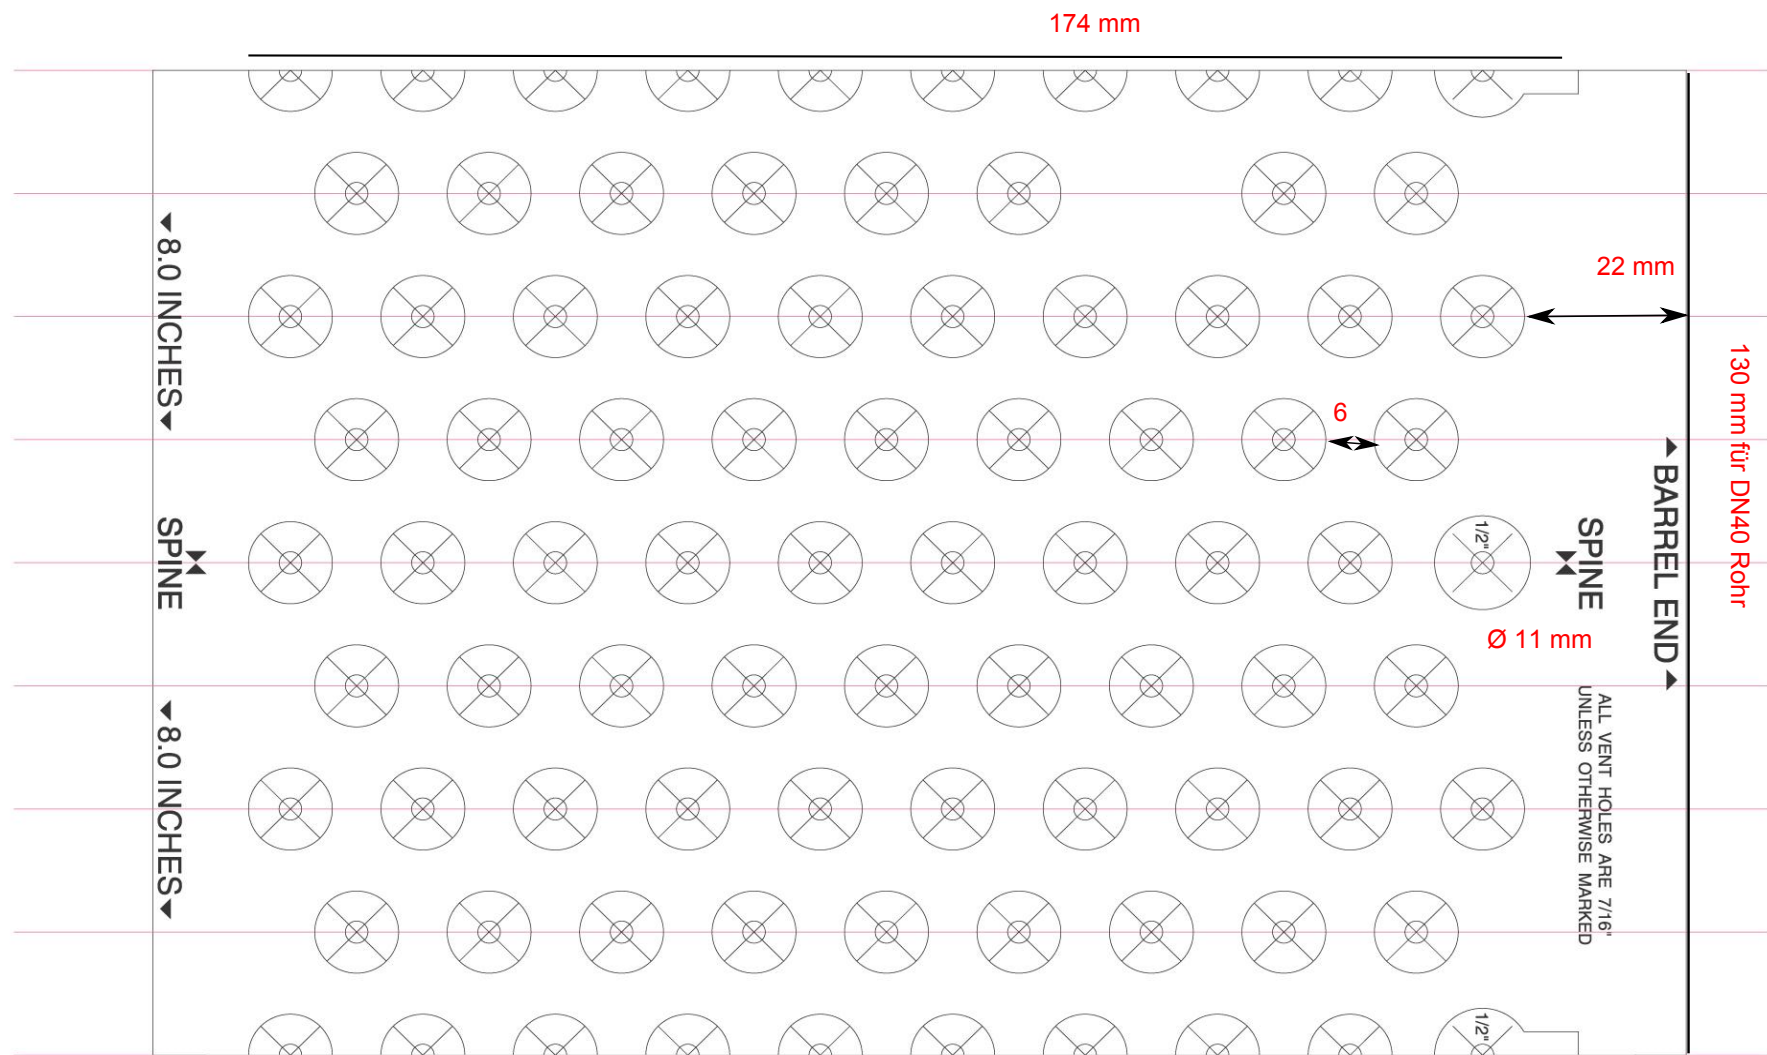 174 mm
22 mm
8.0 INCHES
6
130 mm für DN40 Rohr
BARREL END
SPINE
1/2"
SPINE
Ø 11 mm
8.0 INCHES
ALL VENT HOLES ARE 7/16"
UNLESS OTHERWISE MARKED
1/2"